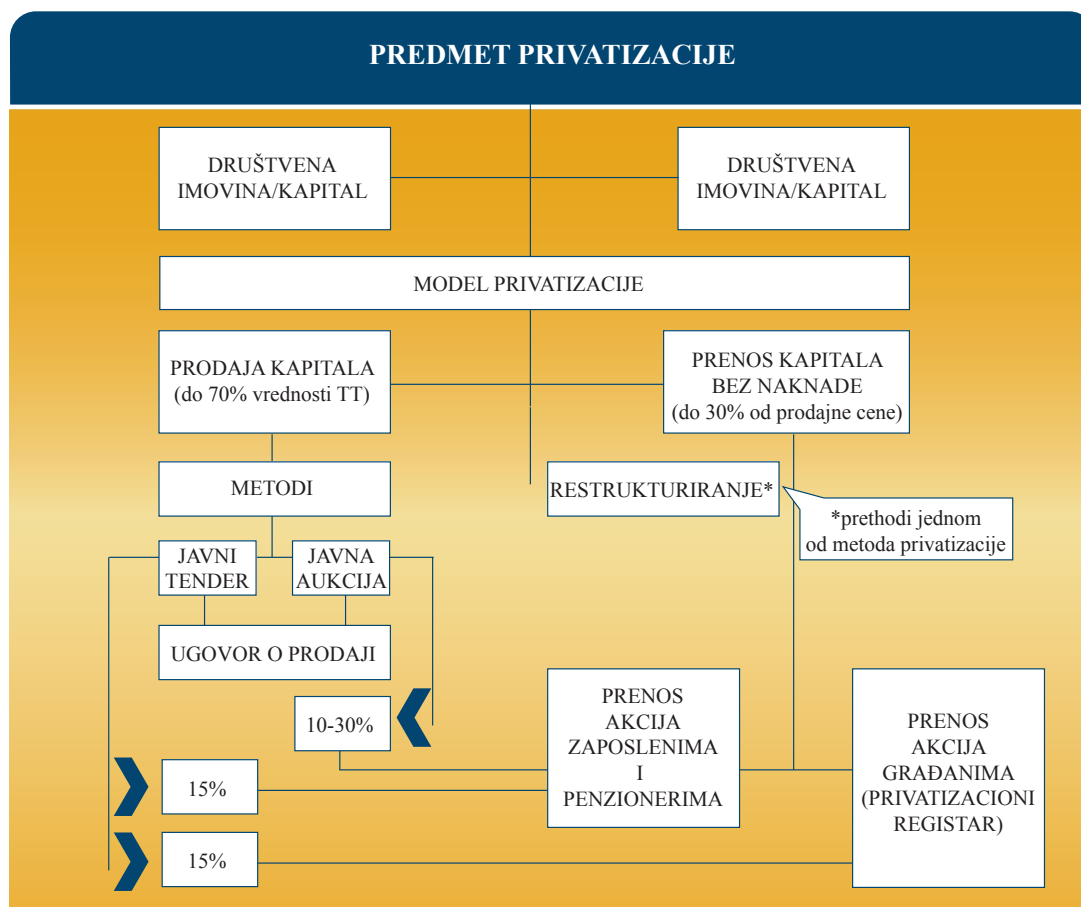 PREDMET PRIVATIZACIJE
DRUŠTVENA
IMOVINA/KAPITAL
DRUŠTVENA
IMOVINA/KAPITAL
MODEL PRIVATIZACIJE
PRODAJA KAPITALA
(do 70% vrednosti TT)
PRENOS KAPITALA
BEZ NAKNADE
(do 30% od prodajne cene)
METODI
RESTRUKTURIRANJE*
*prethodi jednom
od metoda privatizacije
JAVNI
TENDER
JAVNA
AUKCIJA
UGOVOR O PRODAJI
10-30%
15%
15%
PRENOS
AKCIJA
ZAPOSLENIMA
I
PENZIONERIMA
PRENOS
AKCIJA
GRAĐANIMA
(PRIVATIZACIONI
REGISTAR)